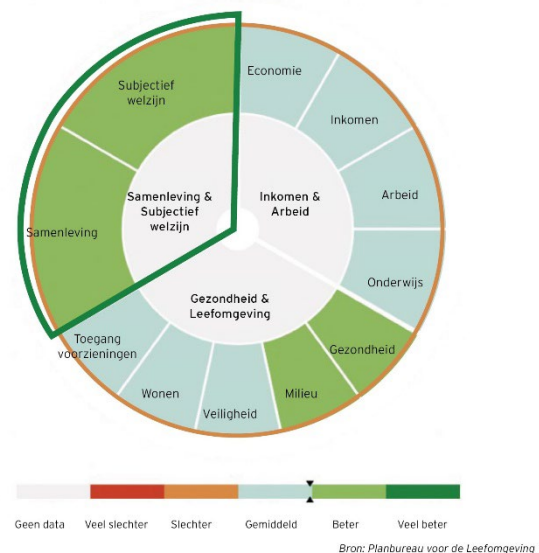 Subjectief
welzijn
Economie
Inkomen
Arbeid
Onderwijs
Samenleving
Samenleving &
Subjectief
welzijn
Inkomen &
Arbeid
Gezondheid &
Leefomgeving
Toegang
voorzieningen
Wonen
Veiligheid
Milieu
Gezondheid
Geen data
Veel slechter
Slechter
Gemiddeld
Beter
Veel beter
Bron: Planbureau voor de Leefomgeving